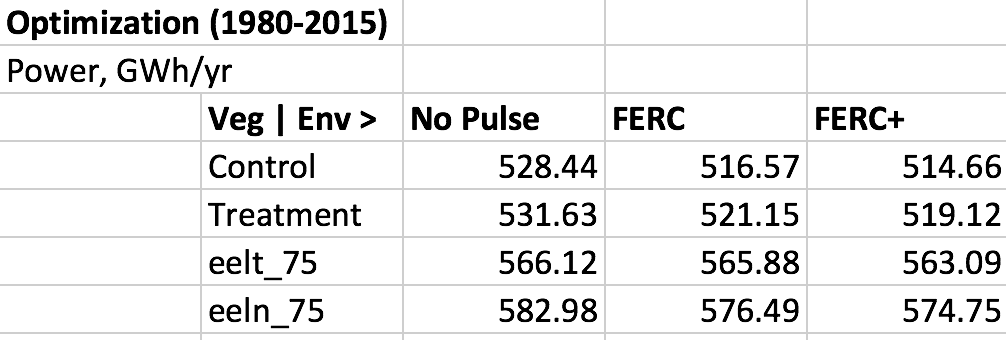 Optimization (1980-2015)
Power, GWh/yr
Veg | Env > No Pulse FERC FERC+
Control 528.44 516.57 514.66
Treatment 531.63 521.15 519.12
eelt_75 566.12 565.88 563.09
eeln_75 582.98 576.49 574.75